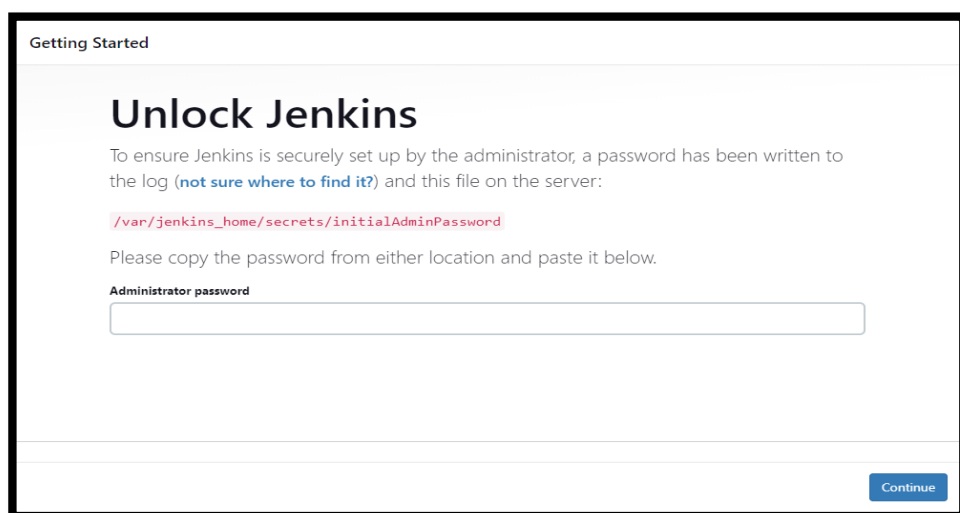 Getting Started
Unlock Jenkins
To ensure Jenkins is securely set up by the administrator, a password has been written to
the log (not sure where to find it?) and this file on the server:
/var/jenkins_home/secrets/initialAdminPassword
Please copy the password from either location and paste it below.
Administrator password
Continue